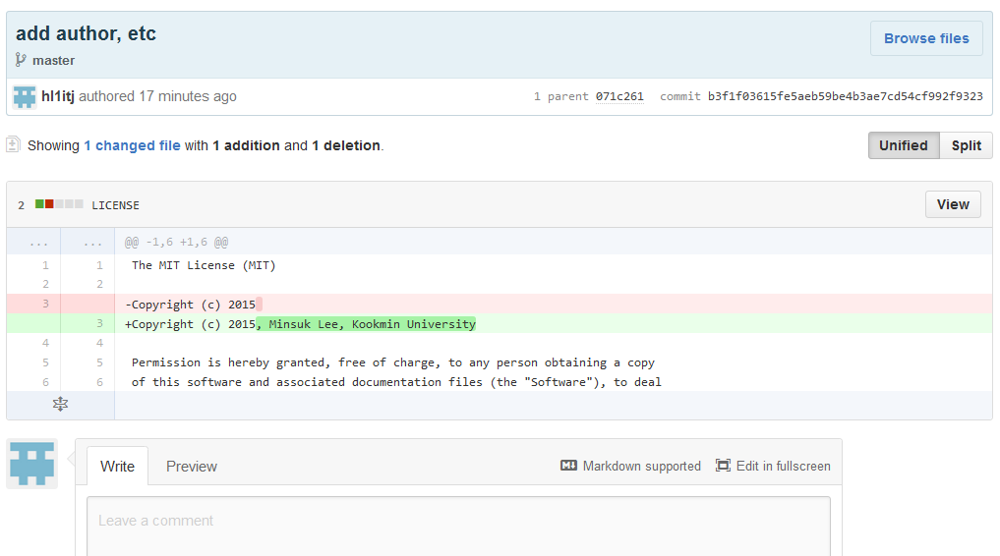 add author, etc
Browse files
master
hl1itj authored 17 minutes ago
1 parent 071c261 commit b3f1f03615fe5aeb59be4b3ae7cd54cf992f9323
Showing 1 changed file with 1 addition and 1 deletion.
Unified Split
2 LICENSE
View
... ... @@ -1,6 +1,6 @@
1 1 The MIT License (MIT)
2 2
3 -Copyright (c) 2015
3 +Copyright (c) 2015, Minsuk Lee, Kookmin University
4 4
5 5 Permission is hereby granted, free of charge, to any person obtaining a copy
6 6 of this software and associated documentation files (the "Software"), to deal
Write Preview
Markdown supported Edit in fullscreen
Leave a comment